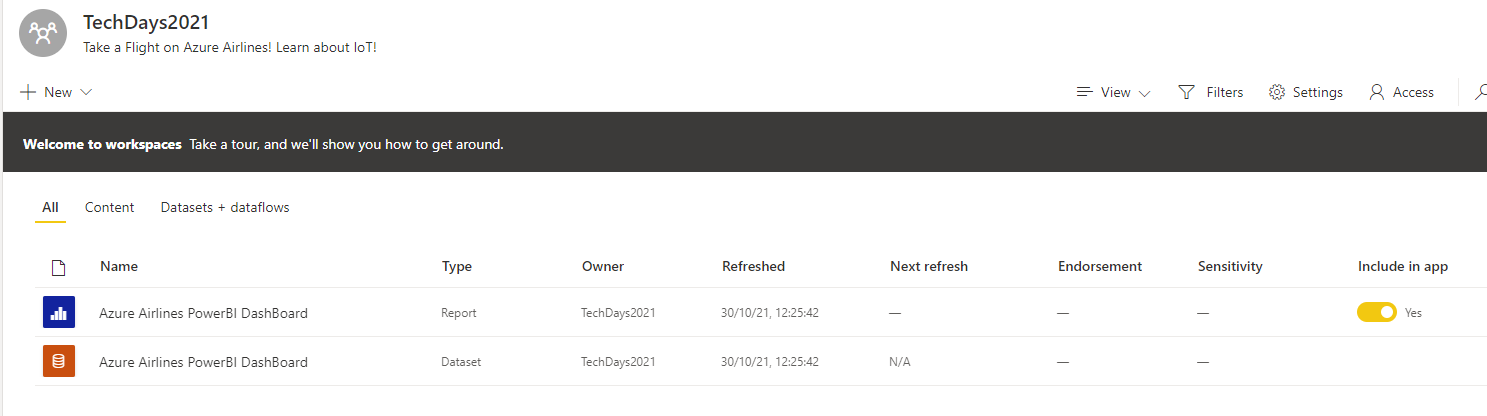 TechDays2021
Take a Flight on Azure Airlines! Learn about IoT!
New View Filters Settings Access
Welcome to workspaces Take a tour, and we'll show you how to get around.
All Content Datasets + dataflows
Name Type Owner Refreshed Next refresh Endorsement Sensitivity Include in app
Azure Airlines PowerBI DashBoard Report TechDays2021 30/10/21, 12:25:42 — — — Yes
Azure Airlines PowerBI DashBoard Dataset TechDays2021 30/10/21, 12:25:42 N/A — —